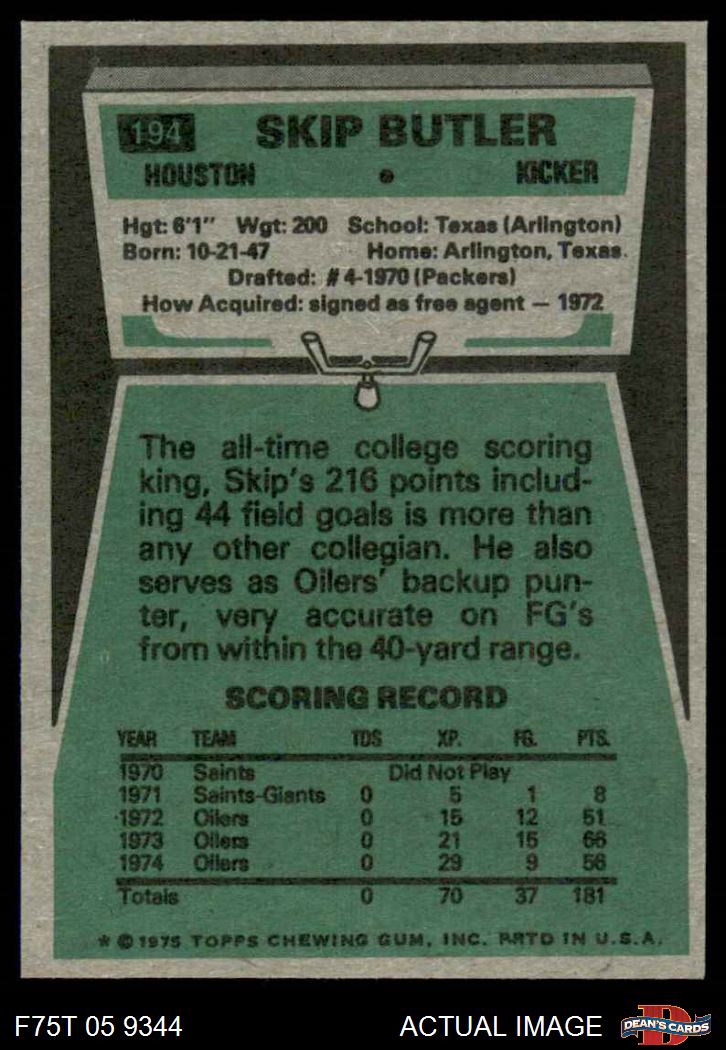 194 SKIP BUTLER
HOUSTON • KICKER
Hgt: 6'1" Wgt: 200 School: Texas (Arlington)
Born: 10-21-47 Home: Arlington, Texas.
Drafted: #4-1970 (Packers)
How Acquired: signed as free agent — 1972
The all-time college scoring
king, Skip's 216 points includ-
ing 44 field goals is more than
any other collegian. He also
serves as Oilers' backup pun-
ter, very accurate on FG's
from within the 40-yard range.
SCORING RECORD
YEAR TEAM TDS XP. FG. PTS.
1970 Saints Did Not Play
1971 Saints-Giants 0 5 1 8
1972 Oilers 0 15 12 51
1973 Oilers 0 21 15 66
1974 Oilers 0 29 9 56
Totals 0 70 37 181
* © 1975 TOPPS CHEWING GUM, INC. PRTD IN U.S.A.
F75T 05 9344 ACTUAL IMAGE D DEAN'S CARDS